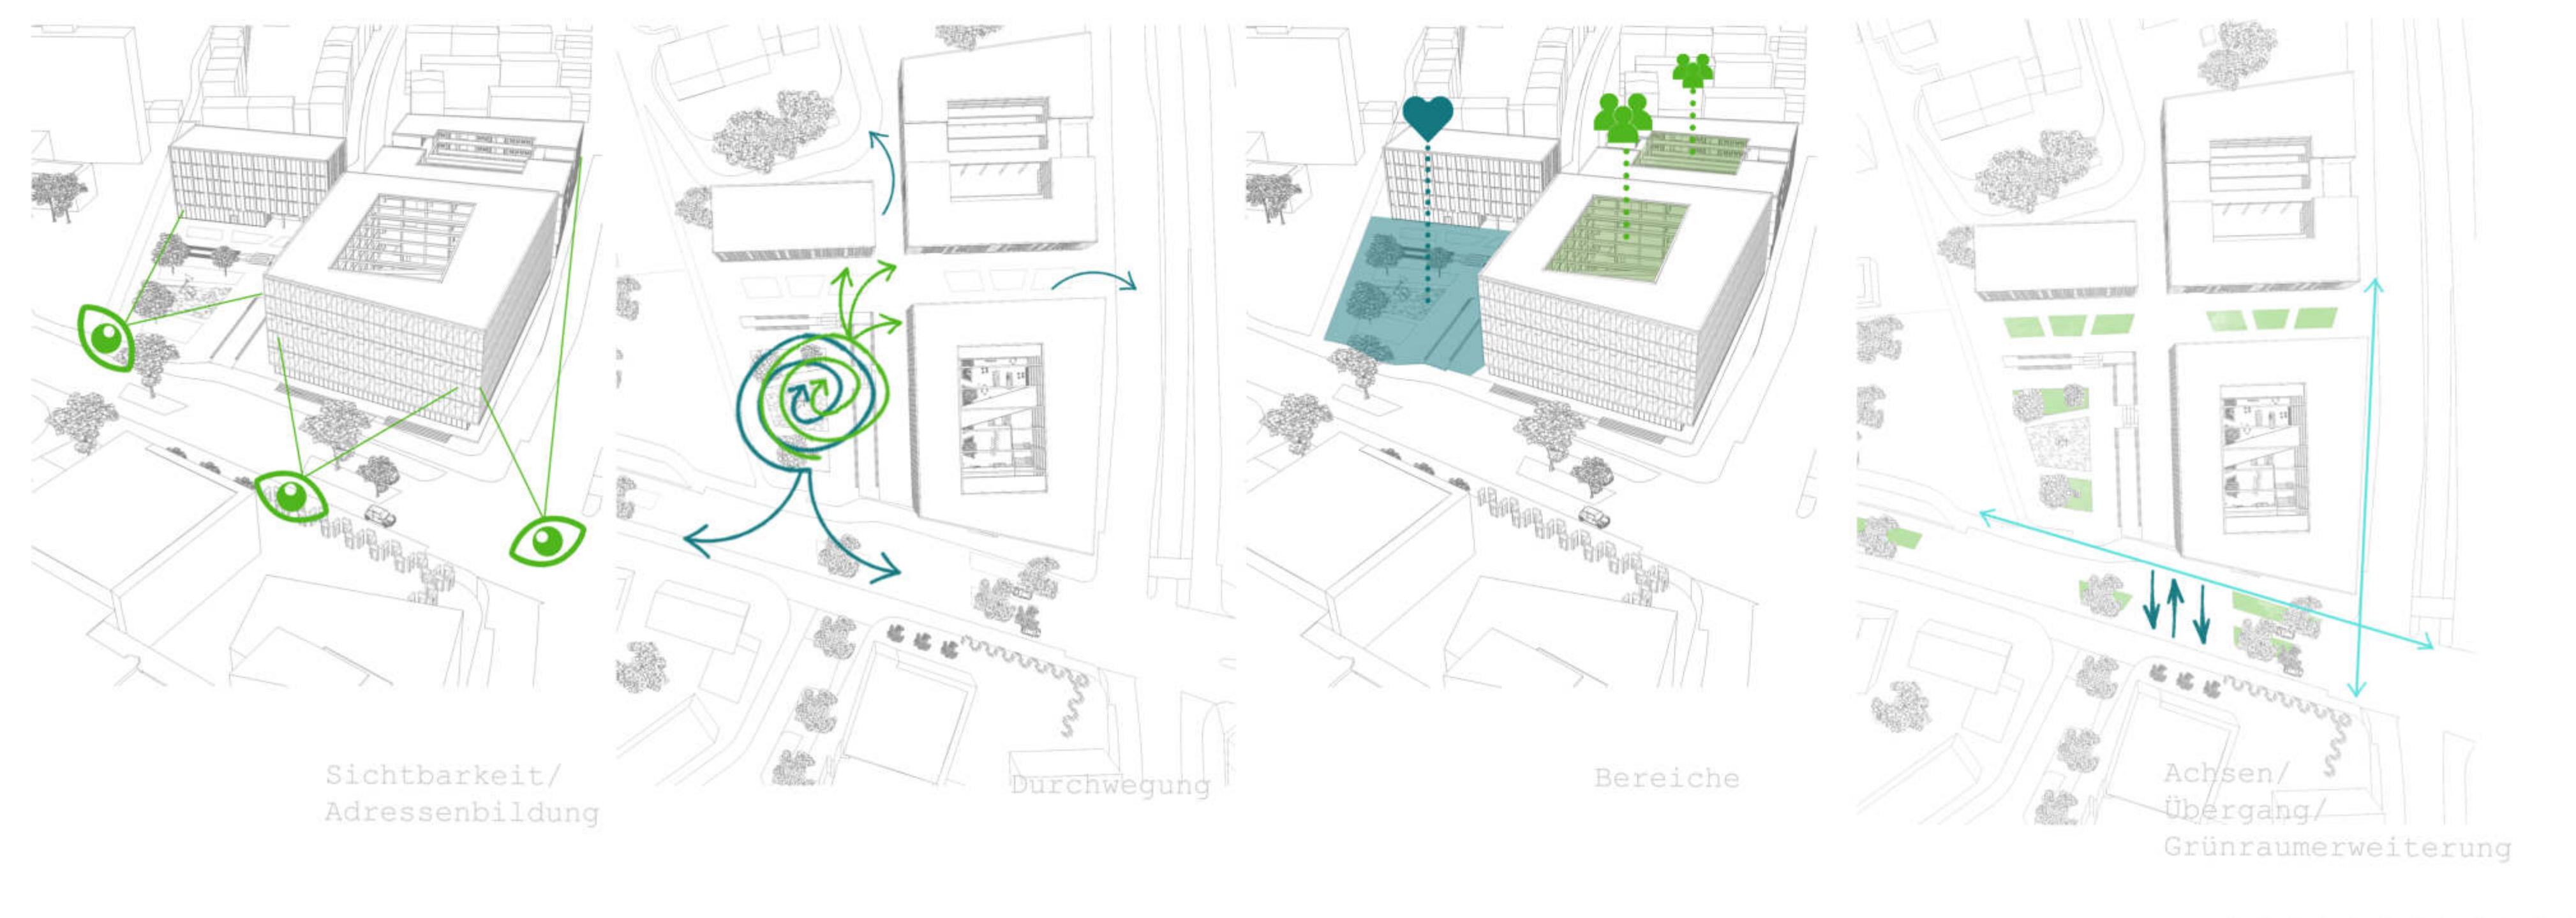 Sichtbarkeit/
Adressenbildung
Durchwegung
Bereiche
Achsen/
Übergang/
Grünraumerweiterung